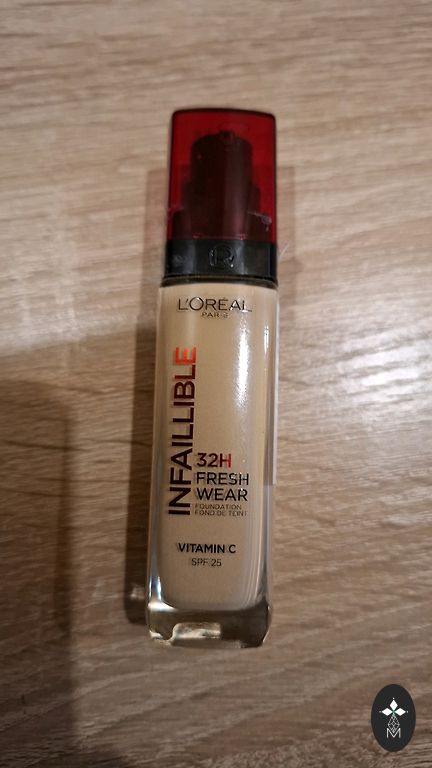 L'ORÉAL
PARIS
INFAILLIBLE
32H
FRESH
WEAR
FOUNDATION
FOND DE TEINT
VITAMIN C
SPF 25